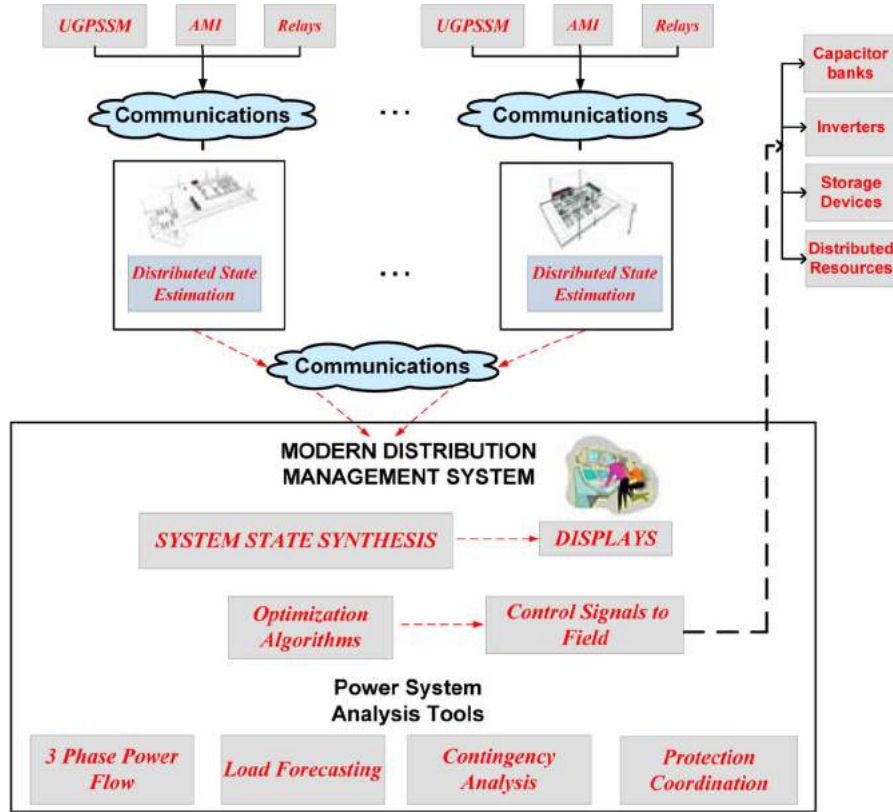 UGPSSM
AMI
Relays
UGPSSM
AMI
Relays
Capacitor
banks
Communications
...
Communications
Inverters
Storage
Devices
Distributed
Resources
Distributed State
Estimation
...
Distributed State
Estimation
Communications
MODERN DISTRIBUTION
MANAGEMENT SYSTEM
SYSTEM STATE SYNTHESIS
DISPLAYS
Optimization
Algorithms
Control Signals to
Field
Power System
Analysis Tools
3 Phase Power
Flow
Load Forecasting
Contingency
Analysis
Protection
Coordination